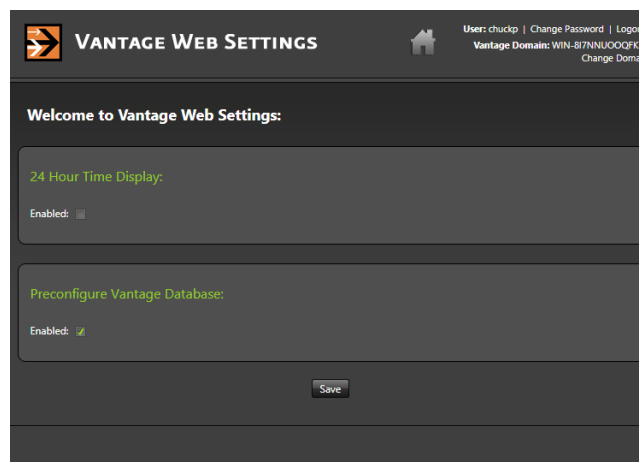 VANTAGE WEB SETTINGS
User: chuckp | Change Password | Logo
Vantage Domain: WIN-8I7NNUOOQFK
Change Doma
Welcome to Vantage Web Settings:
24 Hour Time Display:
Enabled:
Preconfigure Vantage Database:
Enabled:
Save